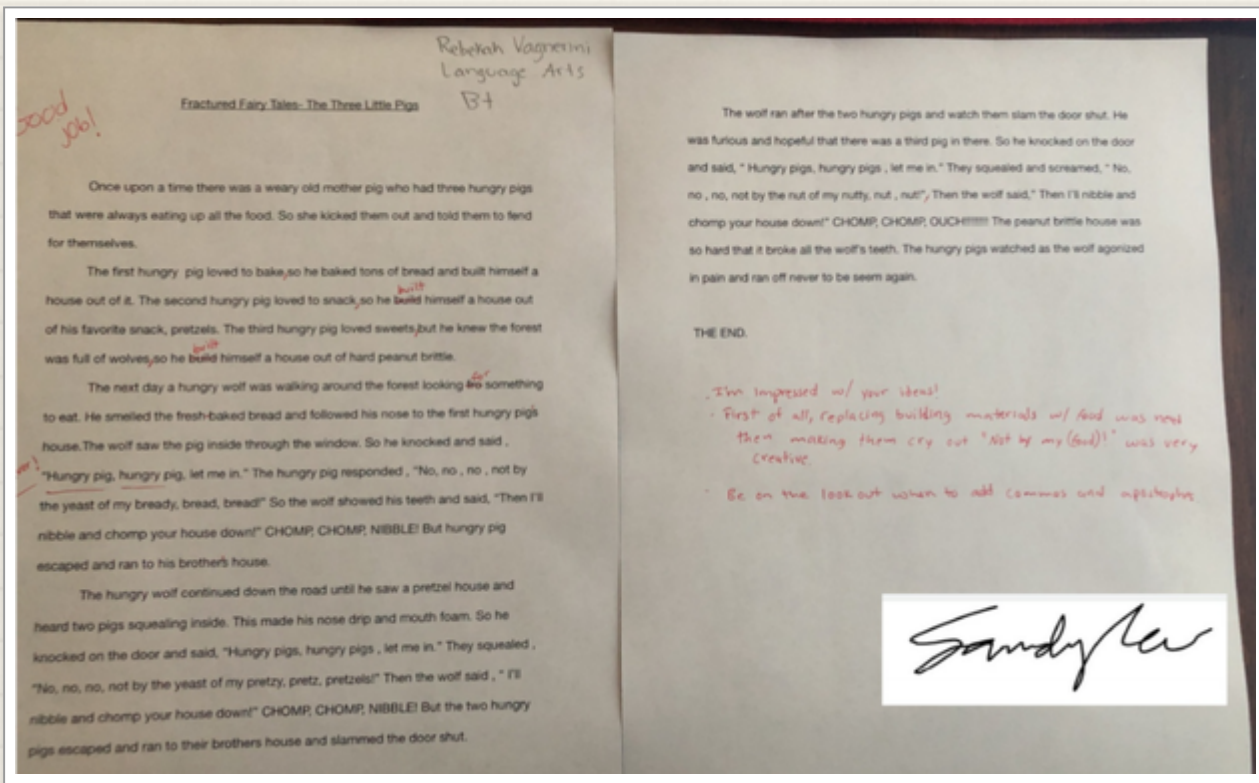 Rebekah Vagnerini
Language Arts
B+
Good
job!
Fractured Fairy Tales- The Three Little Pigs
Once upon a time there was a weary old mother pig who had three hungry pigs
that were always eating up all the food. So she kicked them out and told them to fend
for themselves.
The first hungry pig loved to bake, so he baked tons of bread and built himself a
built
house out of it. The second hungry pig loved to snack, so he build himself a house out
of his favorite snack, pretzels. The third hungry pig loved sweets, but he knew the forest
built
was full of wolves, so he build himself a house out of hard peanut brittle.
for
The next day a hungry wolf was walking around the forest looking fro something
to eat. He smelled the fresh-baked bread and followed his nose to the first hungry pig's
house.The wolf saw the pig inside through the window. So he knocked and said ,
"Hungry pig, hungry pig, let me in." The hungry pig responded , "No, no , no , not by
the yeast of my bready, bread, bread!" So the wolf showed his teeth and said, "Then I'll
nibble and chomp your house down!" CHOMP, CHOMP, NIBBLE! But hungry pig
escaped and ran to his brother's house.
The hungry wolf continued down the road until he saw a pretzel house and
heard two pigs squealing inside. This made his nose drip and mouth foam. So he
knocked on the door and said, "Hungry pigs, hungry pigs , let me in." They squealed ,
"No, no, no, not by the yeast of my pretzy, pretz, pretzels!" Then the wolf said , " I'll
nibble and chomp your house down!" CHOMP, CHOMP, NIBBLE! But the two hungry
pigs escaped and ran to their brothers house and slammed the door shut.
The wolf ran after the two hungry pigs and watch them slam the door shut. He
was furious and hopeful that there was a third pig in there. So he knocked on the door
and said, " Hungry pigs, hungry pigs , let me in." They squealed and screamed, " No,
no , no, not by the nut of my nutty, nut , nut!", Then the wolf said," Then I'll nibble and
chomp your house down!" CHOMP, CHOMP, OUCH!!!!!!!! The peanut brittle house was
so hard that it broke all the wolf's teeth. The hungry pigs watched as the wolf agonized
in pain and ran off never to be seem again.
THE END.
. I'm impressed w/ your ideas!
· First of all, replacing building materials w/ food was neat
then making them cry out "Not by my (food)!" was very
creative.
· Be on the lookout when to add commas and apostrophes
Sandy